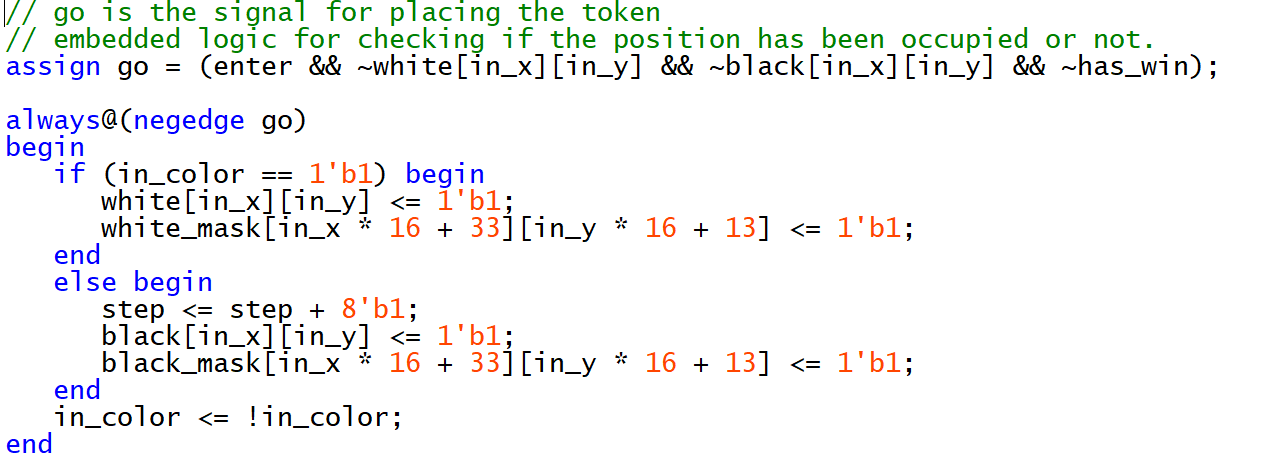 // go is the signal for placing the token
// embedded logic for checking if the position has been occupied or not.
assign go = (enter && ~white[in_x][in_y] && ~black[in_x][in_y] && ~has_win);

always@(negedge go)
begin
   if (in_color == 1'b1) begin
      white[in_x][in_y] <= 1'b1;
      white_mask[in_x * 16 + 33][in_y * 16 + 13] <= 1'b1;
   end
   else begin
      step <= step + 8'b1;
      black[in_x][in_y] <= 1'b1;
      black_mask[in_x * 16 + 33][in_y * 16 + 13] <= 1'b1;
   end
   in_color <= !in_color;
end